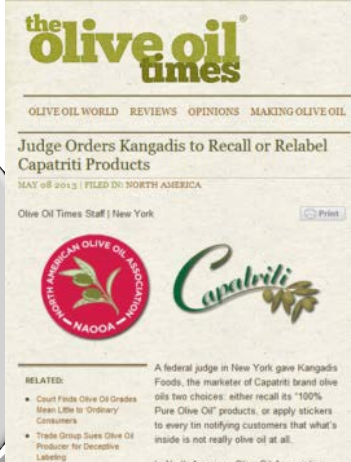 the
olive oil®
times
OLIVE OIL WORLD REVIEWS OPINIONS MAKING OLIVE OIL
Judge Orders Kangadis to Recall or Relabel
Capatriti Products
MAY 08 2013 | FILED IN: NORTH AMERICA
Olive Oil Times Staff | New York
Print
NORTH AMERICAN OLIVE OIL ASSOCIATION
NAOOA
Capatriti
RELATED:
Court Finds Olive Oil Grades
Mean Little to 'Ordinary'
Consumers
Trade Group Sues Olive Oil
Producer for Deceptive
Labeling
A federal judge in New York gave Kangadis
Foods, the marketer of Capatriti brand olive
oils two choices: either recall its "100%
Pure Olive Oil" products, or apply stickers
to every tin notifying customers that what's
inside is not really olive oil at all.